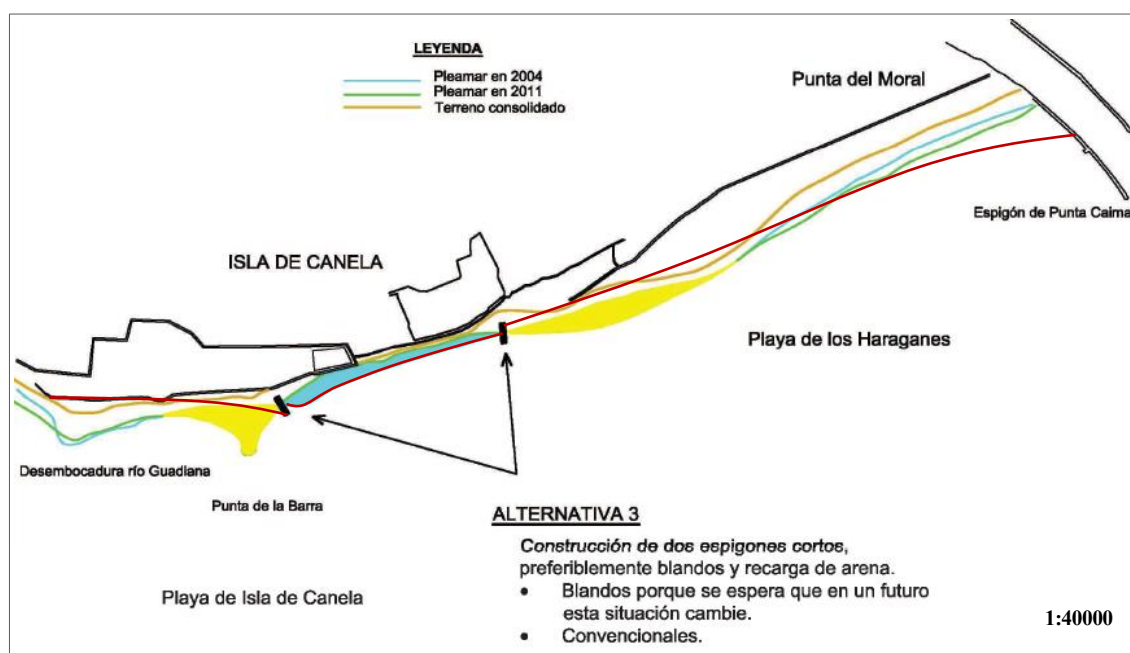 LEYENDA
Pleamar en 2004
Pleamar en 2011
Terreno consolidado
Punta del Moral
Espigón de Punta Caima
ISLA DE CANELA
Playa de los Haraganes
Desembocadura río Guadiana
Punta de la Barra
Playa de Isla de Canela
ALTERNATIVA 3
Construcción de dos espigones cortos,
preferiblemente blandos y recarga de arena.
• Blandos porque se espera que en un futuro
esta situación cambie.
• Convencionales.
1:40000